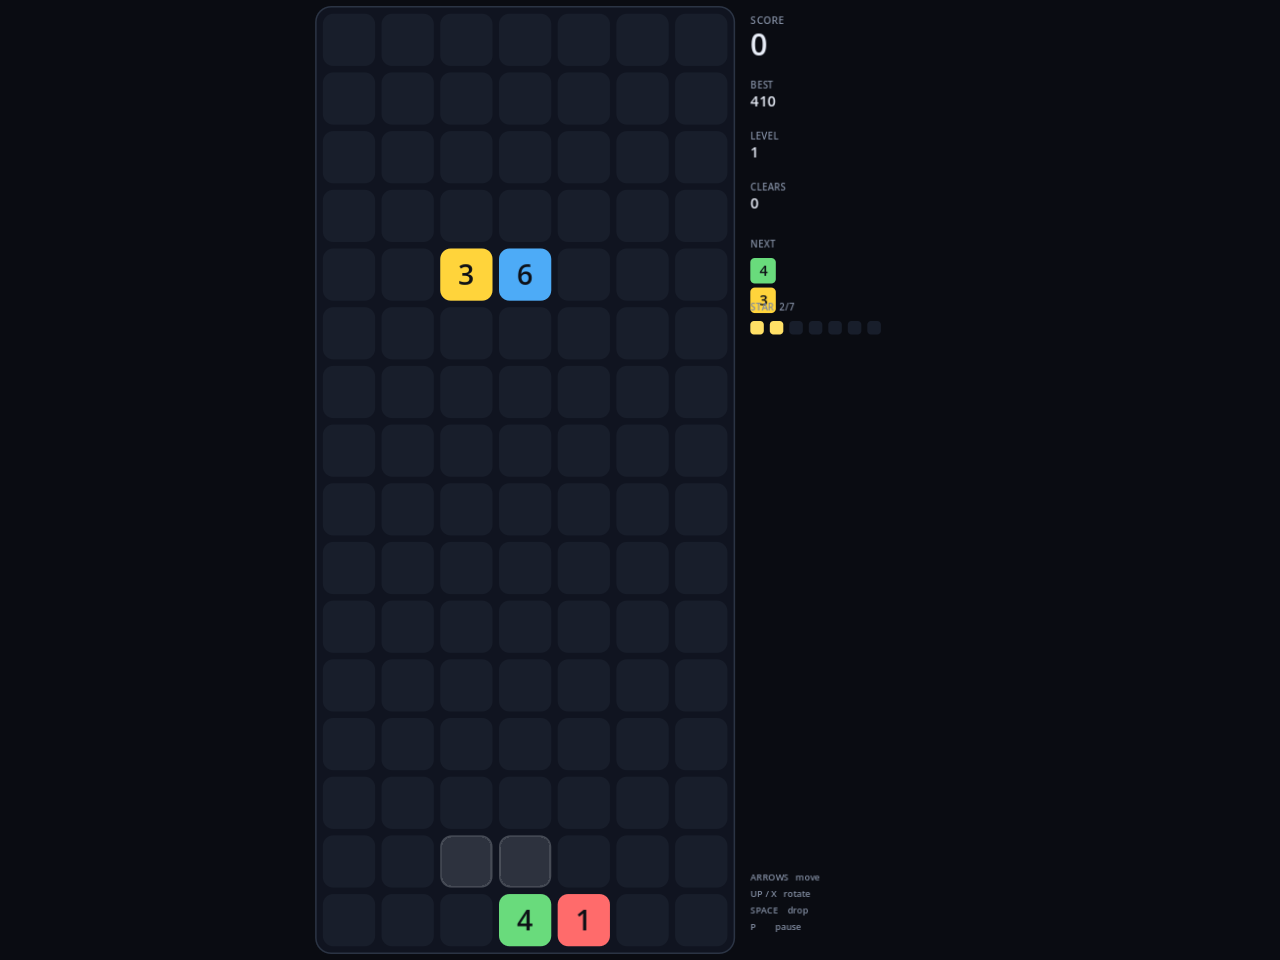 SCORE
0
BEST
410
LEVEL
1
CLEARS
0
NEXT
4
3
STAR 2/7
3 6
4 1
ARROWS move
UP / X rotate
SPACE drop
P pause